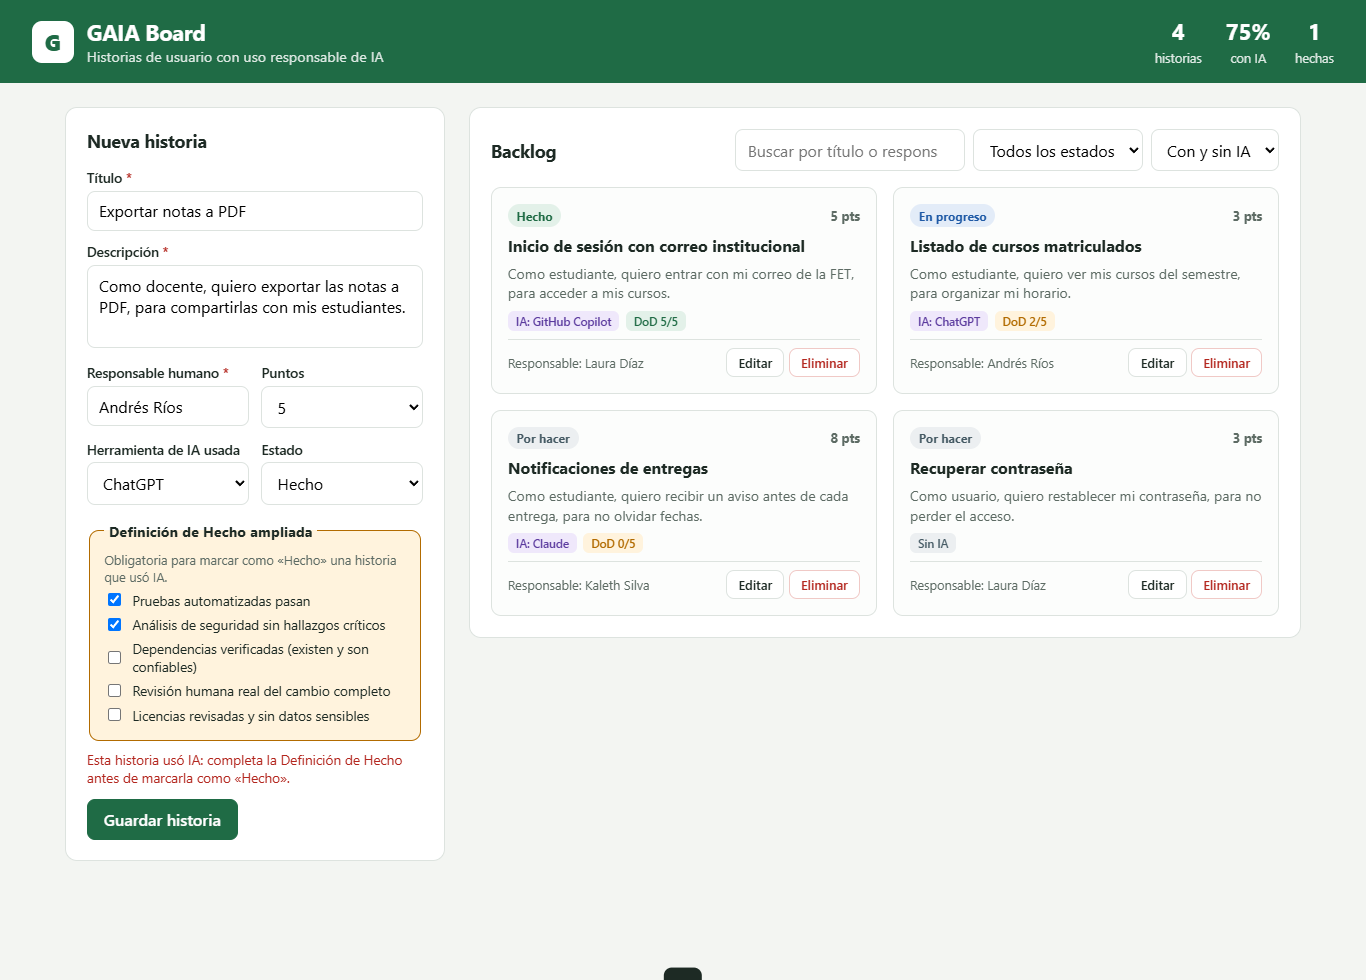 G
GAIA Board
Historias de usuario con uso responsable de IA
4
historias
75%
con IA
1
hechas
Nueva historia
Título *
Exportar notas a PDF
Descripción *
Como docente, quiero exportar las notas a
PDF, para compartirlas con mis estudiantes.
Responsable humano *
Puntos
Andrés Ríos
5
Herramienta de IA usada
Estado
ChatGPT
Hecho
Definición de Hecho ampliada
Obligatoria para marcar como «Hecho» una historia
que usó IA.
Pruebas automatizadas pasan
Análisis de seguridad sin hallazgos críticos
Dependencias verificadas (existen y son
confiables)
Revisión humana real del cambio completo
Licencias revisadas y sin datos sensibles
Esta historia usó IA: completa la Definición de Hecho
antes de marcarla como «Hecho».
Guardar historia
Backlog
Buscar por título o respons
Todos los estados
Con y sin IA
Hecho
5 pts
Inicio de sesión con correo institucional
Como estudiante, quiero entrar con mi correo de la FET,
para acceder a mis cursos.
IA: GitHub Copilot
DoD 5/5
Responsable: Laura Díaz
Editar
Eliminar
En progreso
3 pts
Listado de cursos matriculados
Como estudiante, quiero ver mis cursos del semestre,
para organizar mi horario.
IA: ChatGPT
DoD 2/5
Responsable: Andrés Ríos
Editar
Eliminar
Por hacer
8 pts
Notificaciones de entregas
Como estudiante, quiero recibir un aviso antes de cada
entrega, para no olvidar fechas.
IA: Claude
DoD 0/5
Responsable: Kaleth Silva
Editar
Eliminar
Por hacer
3 pts
Recuperar contraseña
Como usuario, quiero restablecer mi contraseña, para no
perder el acceso.
Sin IA
Responsable: Laura Díaz
Editar
Eliminar